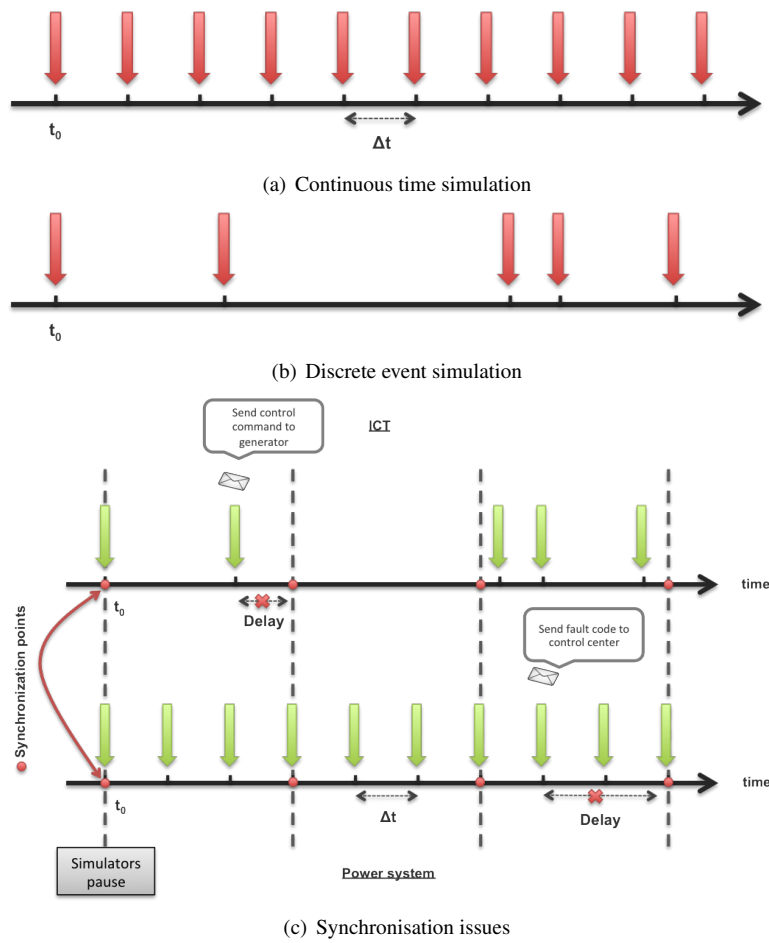 t0
Δt
(a) Continuous time simulation
t0
(b) Discrete event simulation
Send control
command to
generator
ICT
time
t0
Delay
Send fault code to
control center
Synchronization points
time
t0
Δt
Delay
Simulators
pause
Power system
(c) Synchronisation issues